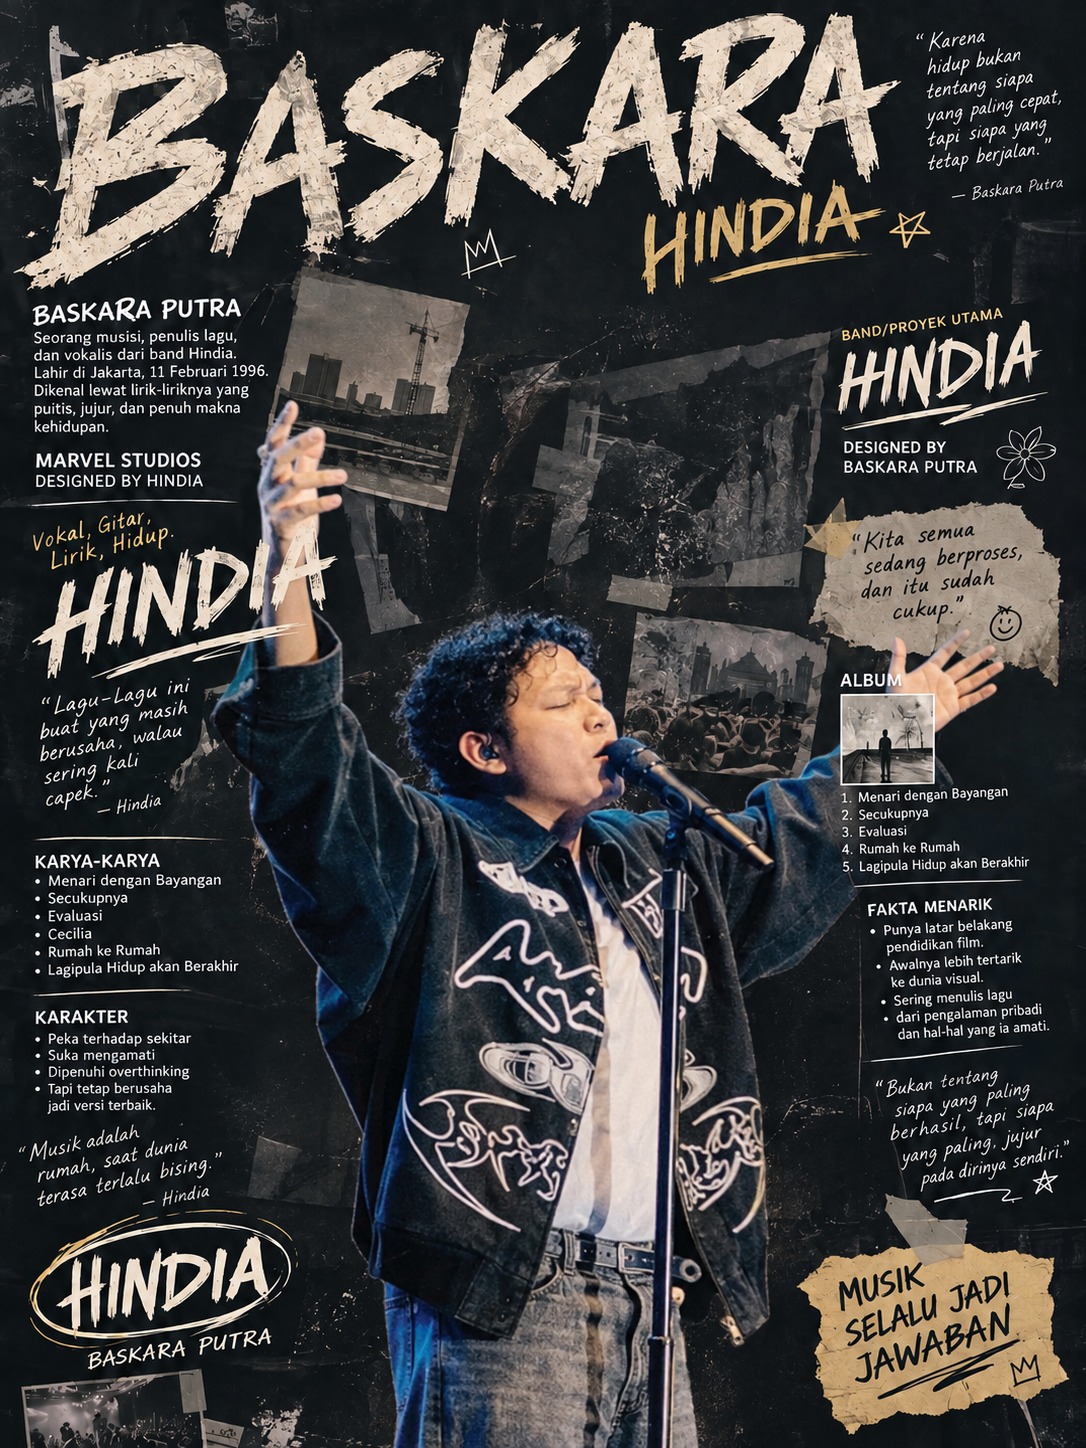 BASKARA
HINDIA
“Karena
hidup bukan
tentang siapa
yang paling cepat,
tapi siapa yang
tetap berjalan.”
— Baskara Putra
BASKARA PUTRA
Seorang musisi, penulis lagu,
dan vokalis dari band Hindia.
Lahir di Jakarta, 11 Februari 1996.
Dikenal lewat lirik-liriknya yang
puitis, jujur, dan penuh makna
kehidupan.
MARVEL STUDIOS
DESIGNED BY HINDIA
Vokal, Gitar,
Lirik, Hidup.
HINDIA
“Lagu-Lagu ini
buat yang masih
berusaha, walau
sering kali
capek.”
— Hindia
KARYA-KARYA
• Menari dengan Bayangan
• Secukupnya
• Evaluasi
• Cecilia
• Rumah ke Rumah
• Lagipula Hidup akan Berakhir
KARAKTER
• Peka terhadap sekitar
• Suka mengamati
• Dipenuhi overthinking
• Tapi tetap berusaha
jadi versi terbaik.
“Musik adalah
rumah, saat dunia
terasa terlalu bising.”
— Hindia
HINDIA
BASKARA PUTRA
BAND/PROYEK UTAMA
HINDIA
DESIGNED BY
BASKARA PUTRA
“Kita semua
sedang berproses,
dan itu sudah
cukup.”
ALBUM
1. Menari dengan Bayangan
2. Secukupnya
3. Evaluasi
4. Rumah ke Rumah
5. Lagipula Hidup akan Berakhir
FAKTA MENARIK
• Punya latar belakang
pendidikan film.
• Awalnya lebih tertarik
ke dunia visual.
• Sering menulis lagu
• dari pengalaman pribadi
dan hal-hal yang ia amati.
“Bukan tentang
siapa yang paling
berhasil, tapi siapa
yang paling, jujur
pada dirinya sendiri.”
MUSIK
SELALU JADI
JAWABAN